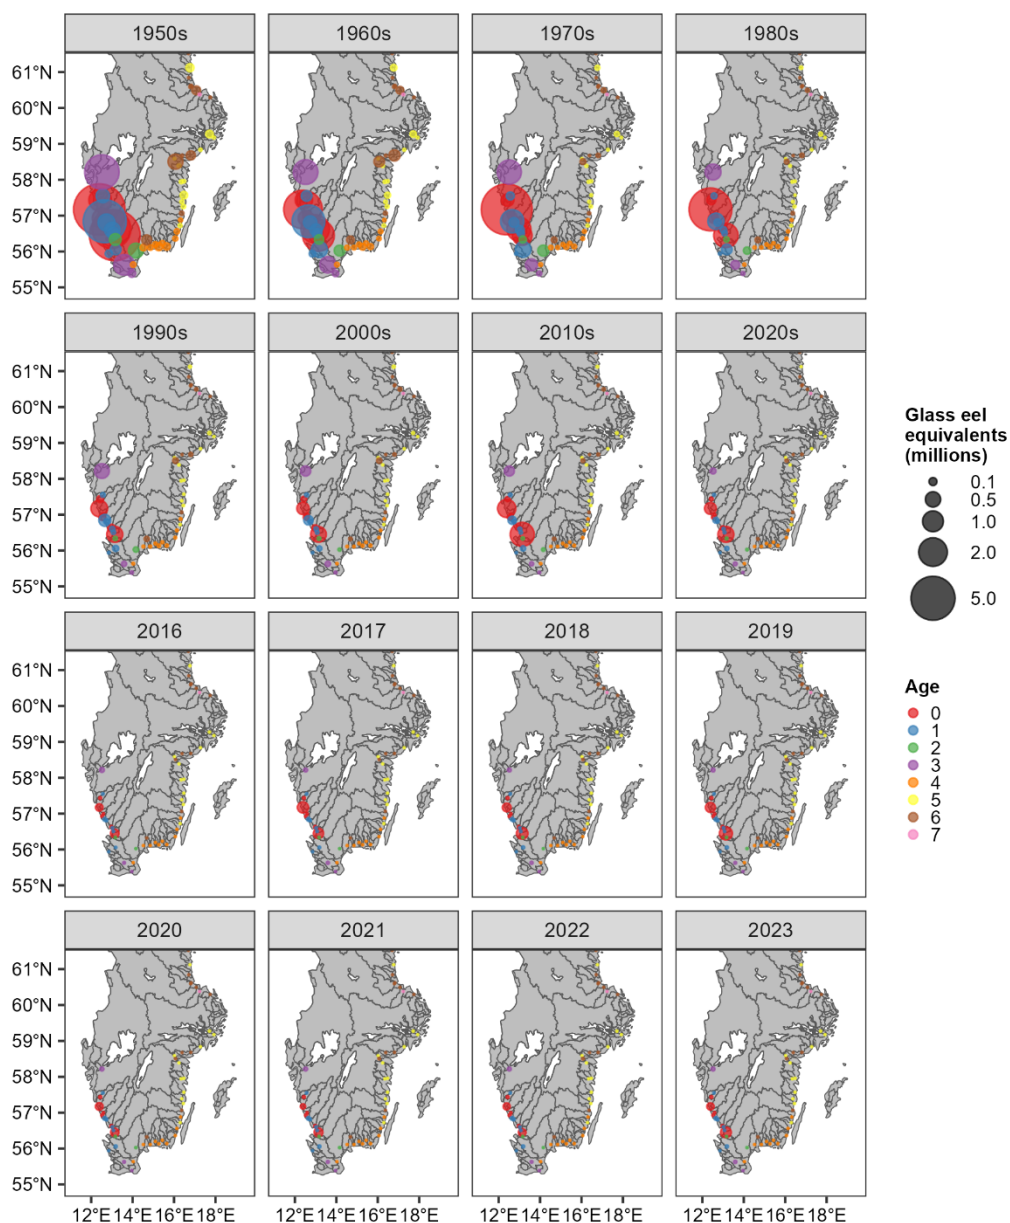 1950s 1960s 1970s 1980s
61°N
60°N
59°N
58°N
57°N
56°N
55°N
1990s 2000s 2010s 2020s
61°N
60°N
59°N
58°N
57°N
56°N
55°N
2016 2017 2018 2019
61°N
60°N
59°N
58°N
57°N
56°N
55°N
2020 2021 2022 2023
61°N
60°N
59°N
58°N
57°N
56°N
55°N
12°E 14°E 16°E 18°E 12°E 14°E 16°E 18°E 12°E 14°E 16°E 18°E 12°E 14°E 16°E 18°E
Glass eel
equivalents
(millions)
0.1
0.5
1.0
2.0
5.0
Age
0
1
2
3
4
5
6
7